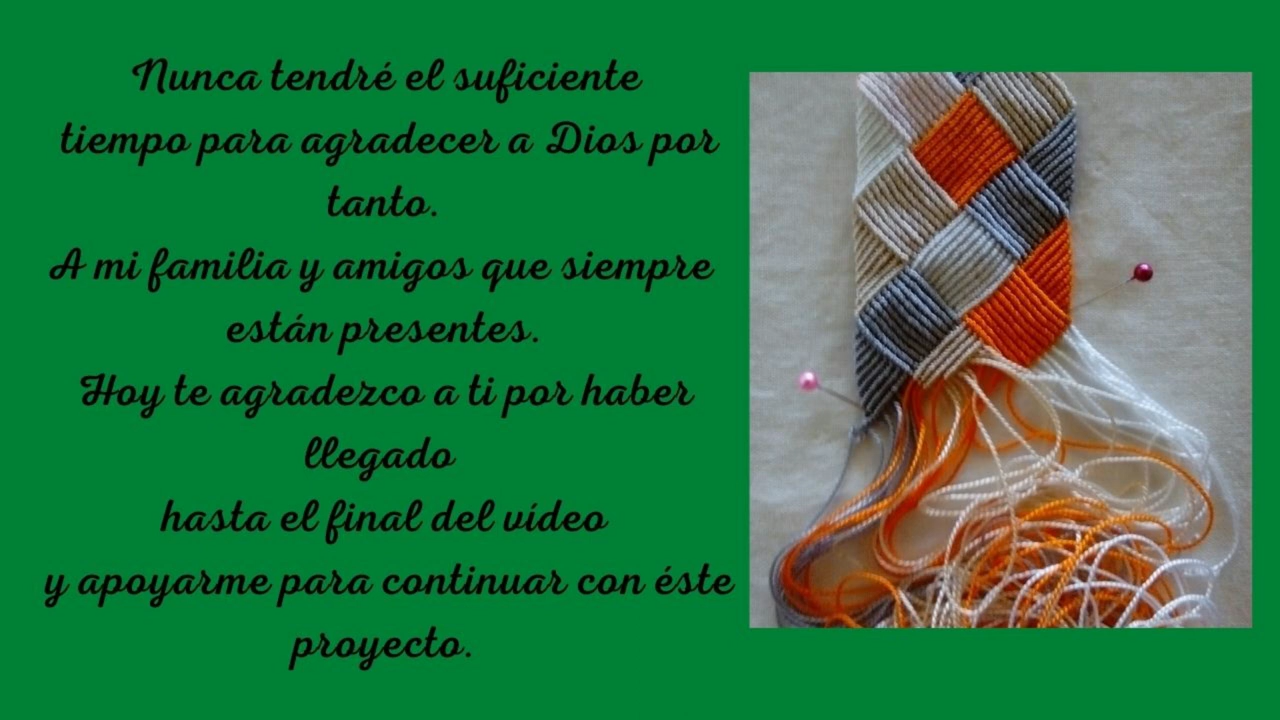 Nunca tendré el suficiente
tiempo para agradecer a Dios por
tanto.
A mi familia y amigos que siempre
están presentes.
Hoy te agradezco a ti por haber
llegado
hasta el final del vídeo
y apoyarme para continuar con éste
proyecto.